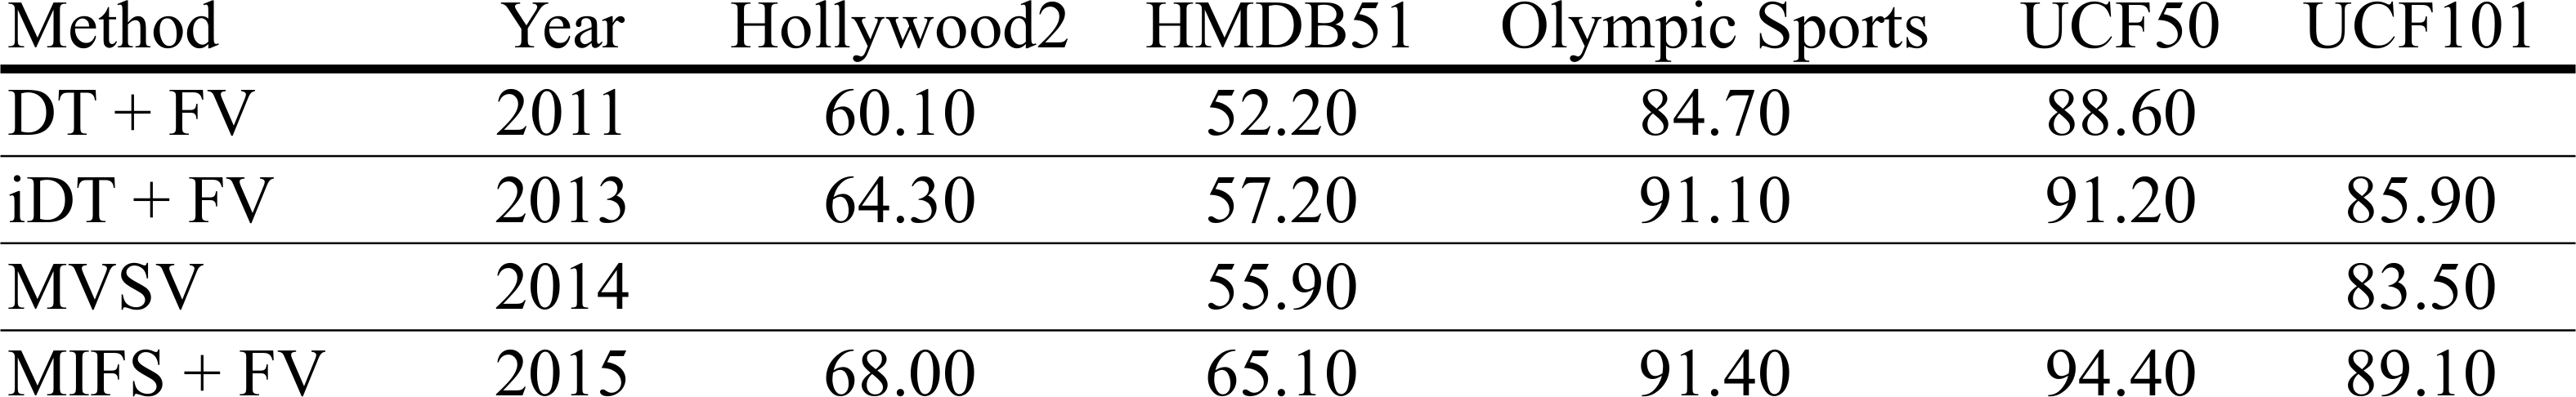 Method Year Hollywood2 HMDB51 Olympic Sports UCF50 UCF101
DT + FV 2011 60.10 52.20 84.70 88.60
iDT + FV 2013 64.30 57.20 91.10 91.20 85.90
MVSV 2014 55.90 83.50
MIFS + FV 2015 68.00 65.10 91.40 94.40 89.10